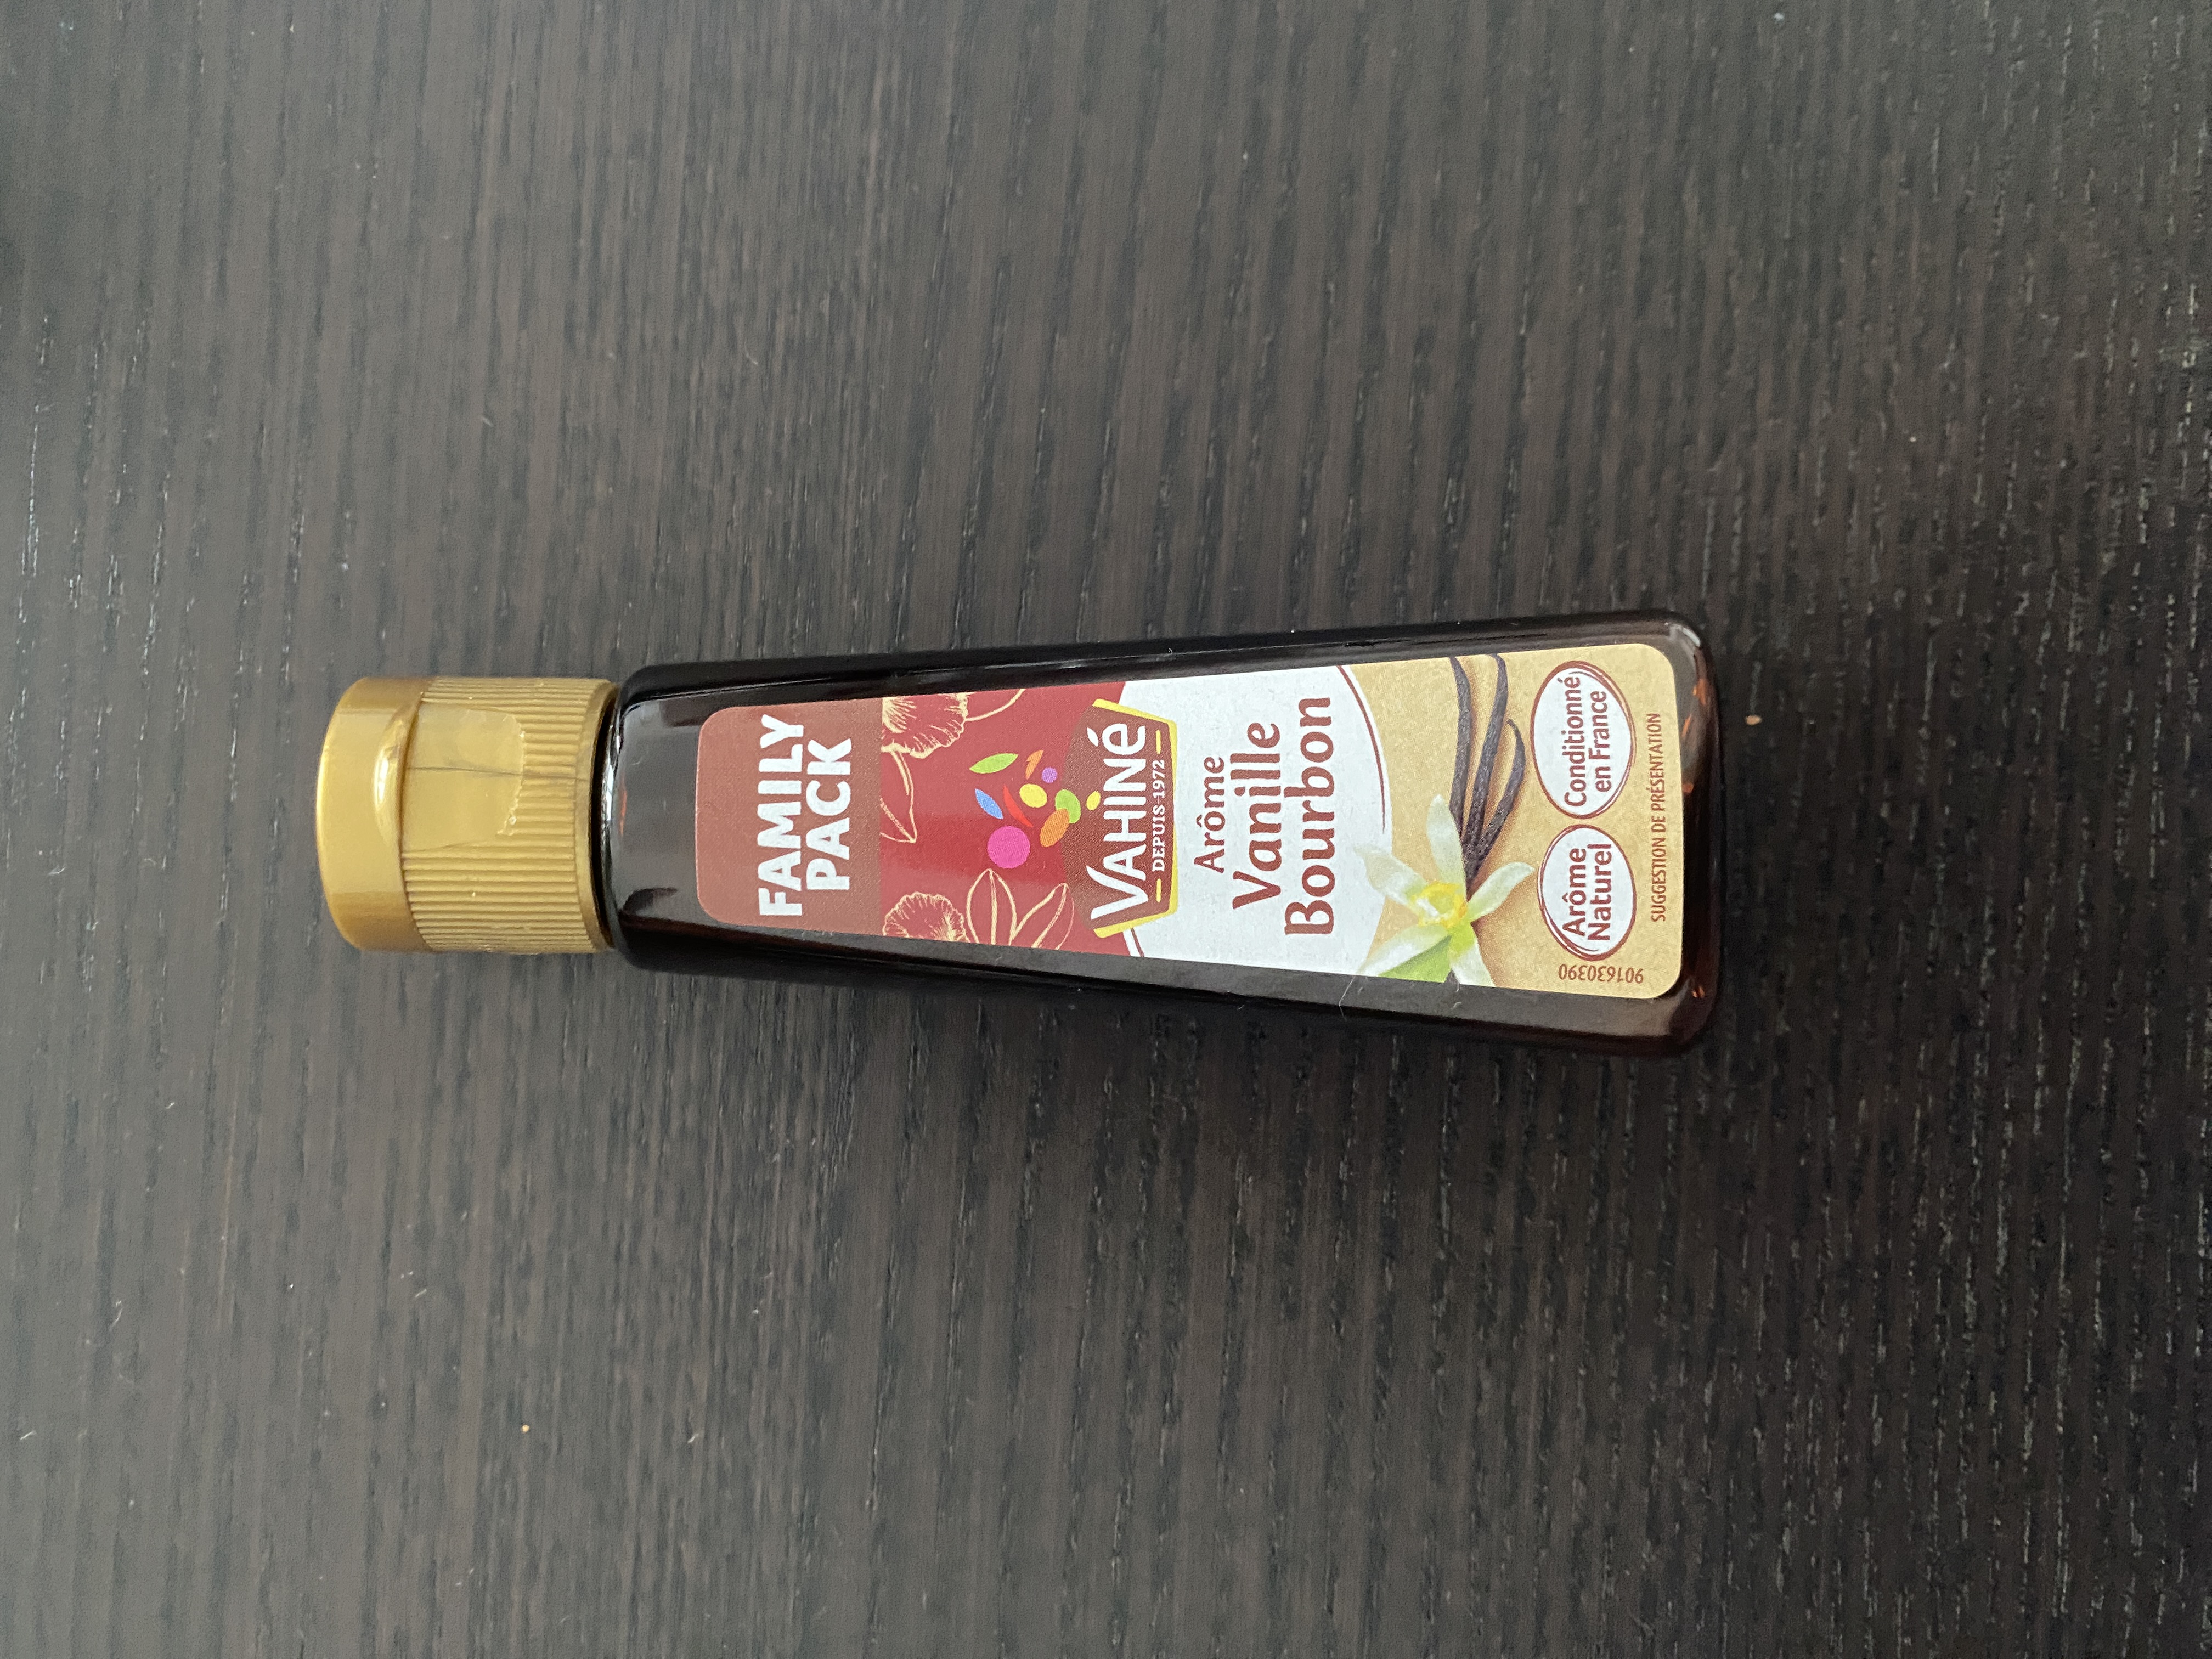 FAMILY
PACK
VAHINÉ
DEPUIS 1972
Arôme
Vanille
Bourbon
Arôme
Naturel
Conditionné
en France
901630390
SUGGESTION DE PRÉSENTATION